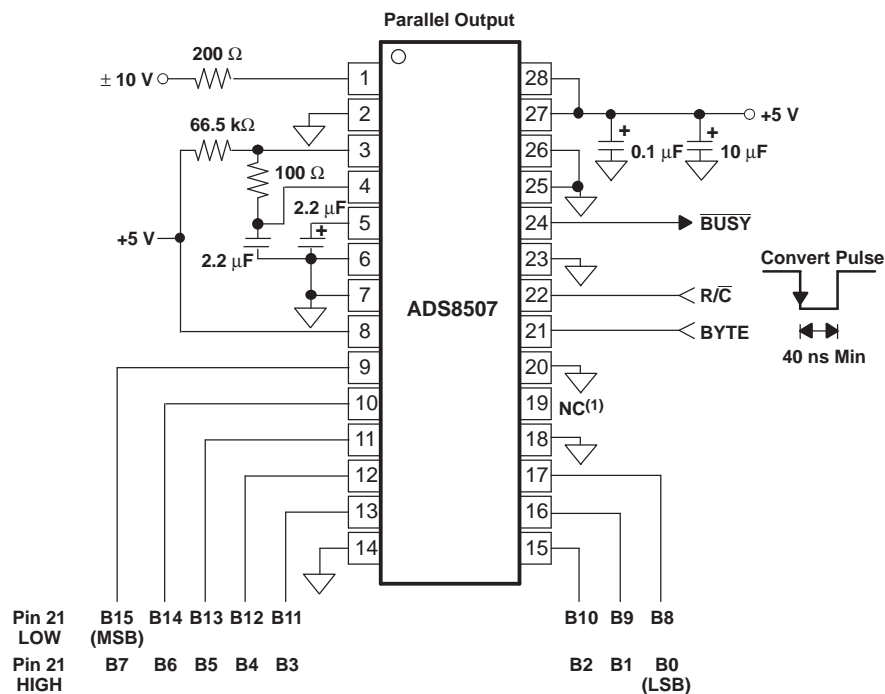 Parallel Output
200 Ω
± 10 V
1
28
2
27
+5 V
66.5 kΩ
3
26
0.1 µF
+
10 µF
+
100 Ω
4
25
2.2 µF
2.2 µF
+
5
24
BUSY
+5 V
6
23
Convert Pulse
7
ADS8507
22
R/C
8
21
BYTE
40 ns Min
9
20
10
19
NC(1)
11
18
12
17
13
16
14
15
Pin 21 LOW
B15 (MSB)
B14
B13
B12
B11
B10
B9
B8
Pin 21 HIGH
B7
B6
B5
B4
B3
B2
B1
B0 (LSB)